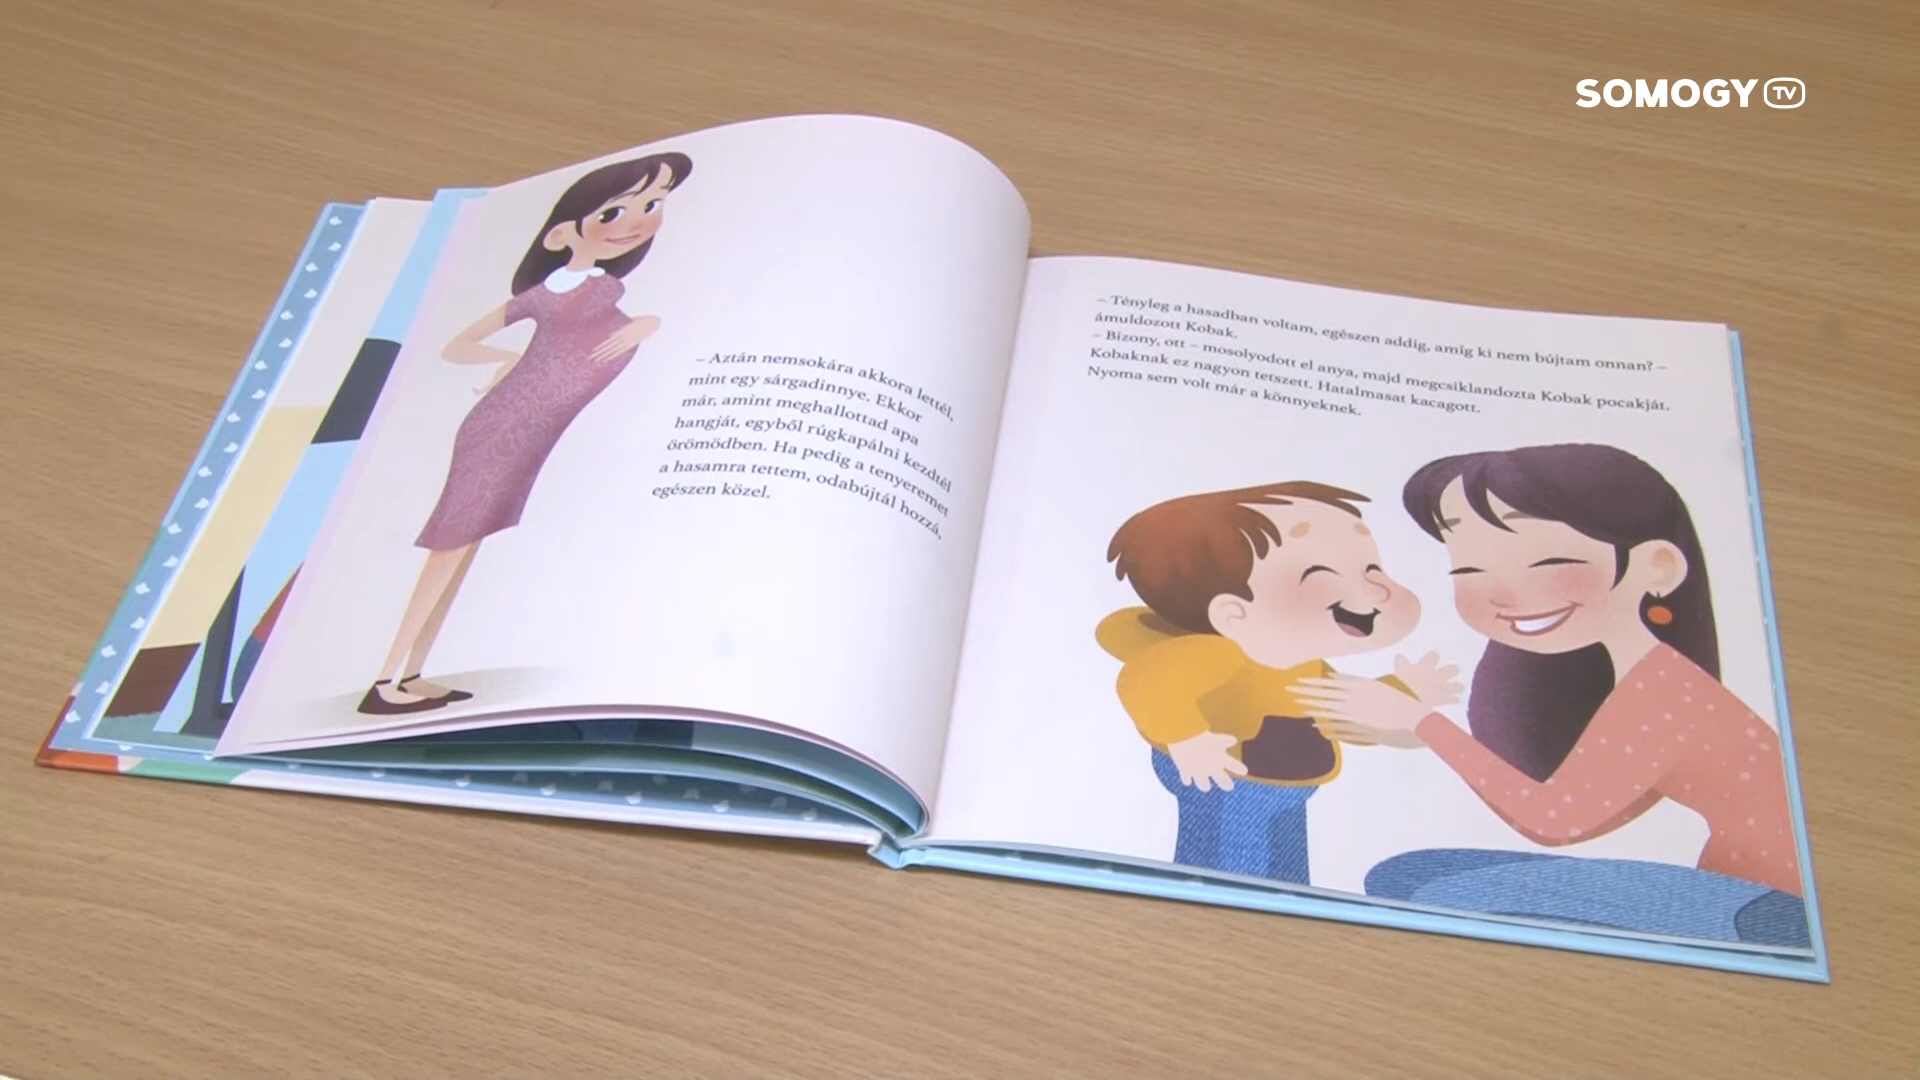 SOMOGY TV
– Aztán nemsokára akkora lettél,
mint egy sárgadinnye. Ekkor
már, amint meghallottad apa
hangját, egyből rúgkapálni kezdtél
örömödben. Ha pedig a tenyeremet
a hasamra tettem, odabújtál hozzá,
egészen közel.
– Tényleg a hasadban voltam, egészen addig, amíg ki nem bújtam onnan? –
ámuldozott Kobak.
– Bizony, ott – mosolyodott el anya, majd megcsiklandozta Kobak pocakját.
Kobaknak ez nagyon tetszett. Hatalmasat kacagott.
Nyoma sem volt már a könnyeknek.